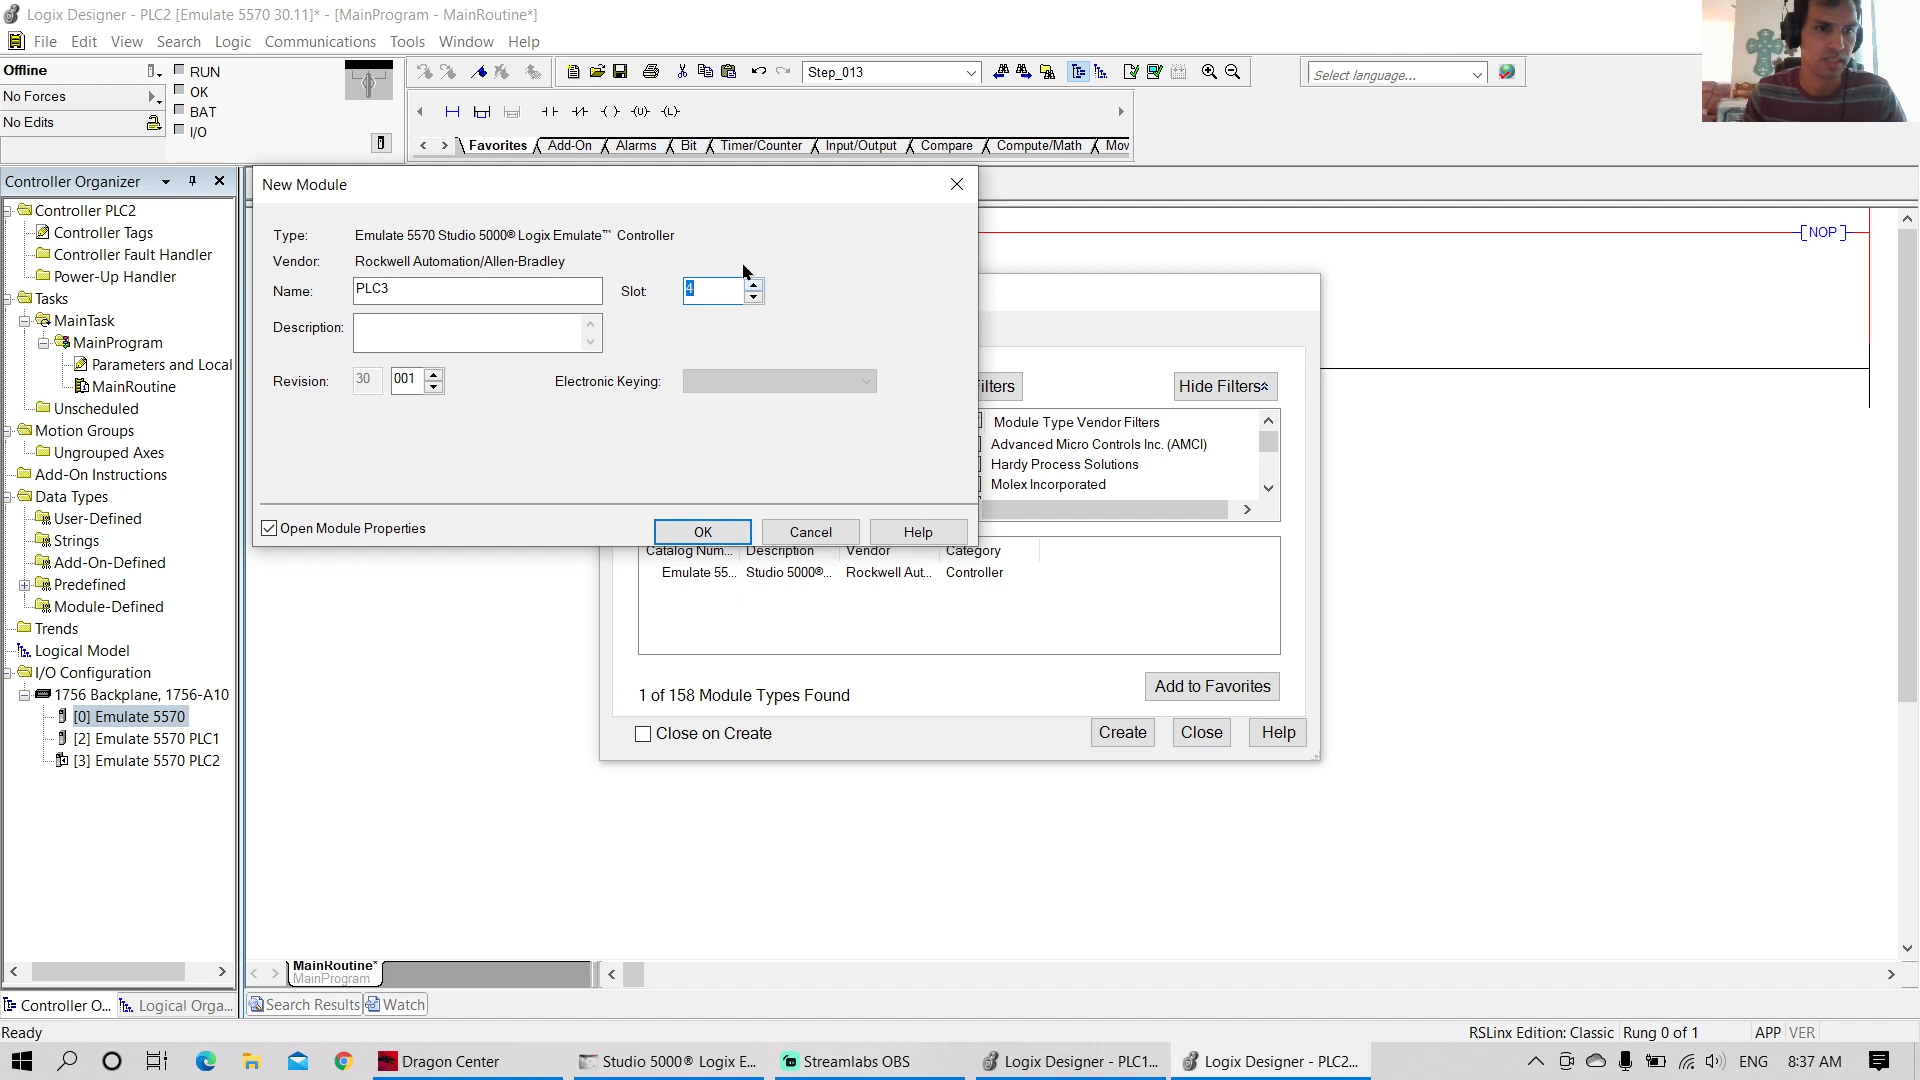 Logix Designer - PLC2 [Emulate 5570 30.11]* - [MainProgram - MainRoutine*]
File Edit View Search Logic Communications Tools Window Help
Offline
No Forces
No Edits
RUN
OK
BAT
I/O
Step_013
Select language...
Favorites Add-On Alarms Bit Timer/Counter Input/Output Compare Compute/Math Mov
Controller Organizer
Controller PLC2
Controller Tags
Controller Fault Handler
Power-Up Handler
Tasks
MainTask
MainProgram
Parameters and Local
MainRoutine
Unscheduled
Motion Groups
Ungrouped Axes
Add-On Instructions
Data Types
User-Defined
Strings
Add-On-Defined
Predefined
Module-Defined
Trends
Logical Model
I/O Configuration
1756 Backplane, 1756-A10
[0] Emulate 5570
[2] Emulate 5570 PLC1
[3] Emulate 5570 PLC2
New Module
Type: Emulate 5570 Studio 5000® Logix Emulate™ Controller
Vendor: Rockwell Automation/Allen-Bradley
Name: PLC3 Slot: 4
Description:
Revision: 30 001 Electronic Keying:
Open Module Properties
OK Cancel Help
NOP
ilters
Hide Filters
Module Type Vendor Filters
Advanced Micro Controls Inc. (AMCI)
Hardy Process Solutions
Molex Incorporated
Catalog Num... Description Vendor Category
Emulate 55... Studio 5000®... Rockwell Aut... Controller
1 of 158 Module Types Found
Add to Favorites
Close on Create
Create Close Help
MainRoutine*
MainProgram
Controller O... Logical Orga...
Search Results Watch
Ready
RSLinx Edition: Classic Rung 0 of 1 APP VER
Dragon Center
Studio 5000® Logix E...
Streamlabs OBS
Logix Designer - PLC1...
Logix Designer - PLC2...
ENG 8:37 AM